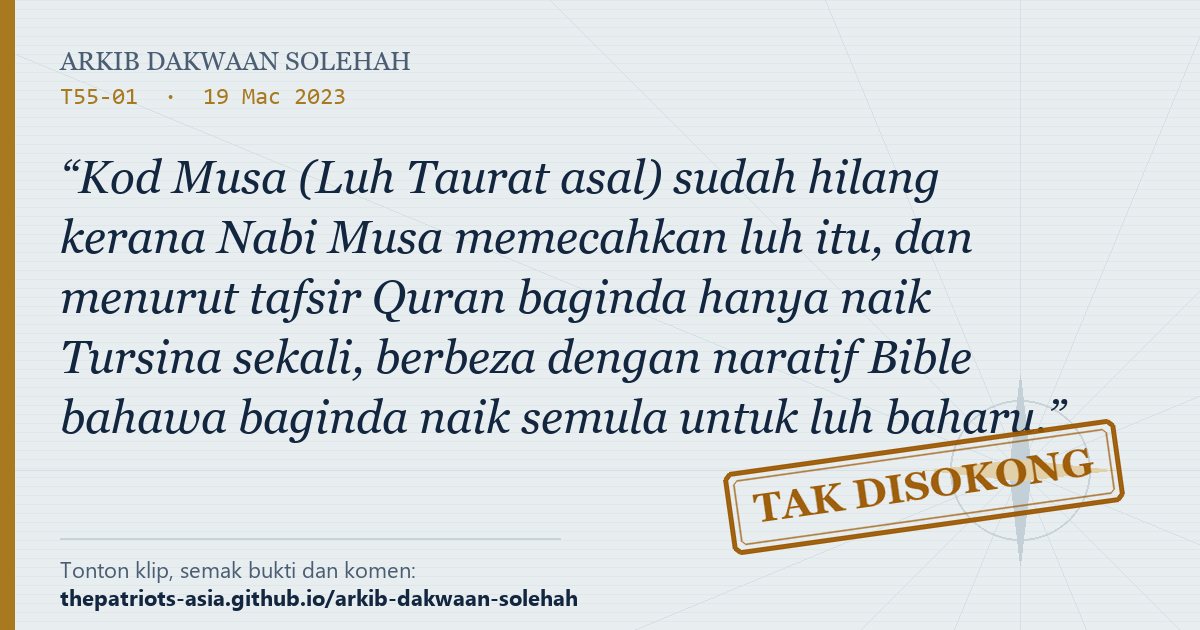 ARKIB DAKWAAN SOLEHAH
T55-01 · 19 Mac 2023
“Kod Musa (Luh Taurat asal) sudah hilang
kerana Nabi Musa memecahkan luh itu, dan
menurut tafsir Quran baginda hanya naik
Tursina sekali, berbeza dengan naratif Bible
bahawa baginda naik semula untuk luh baharu.”
TAK DISOKONG
Tonton klip, semak bukti dan komen:
thepatriots-asia.github.io/arkib-dakwaan-solehah